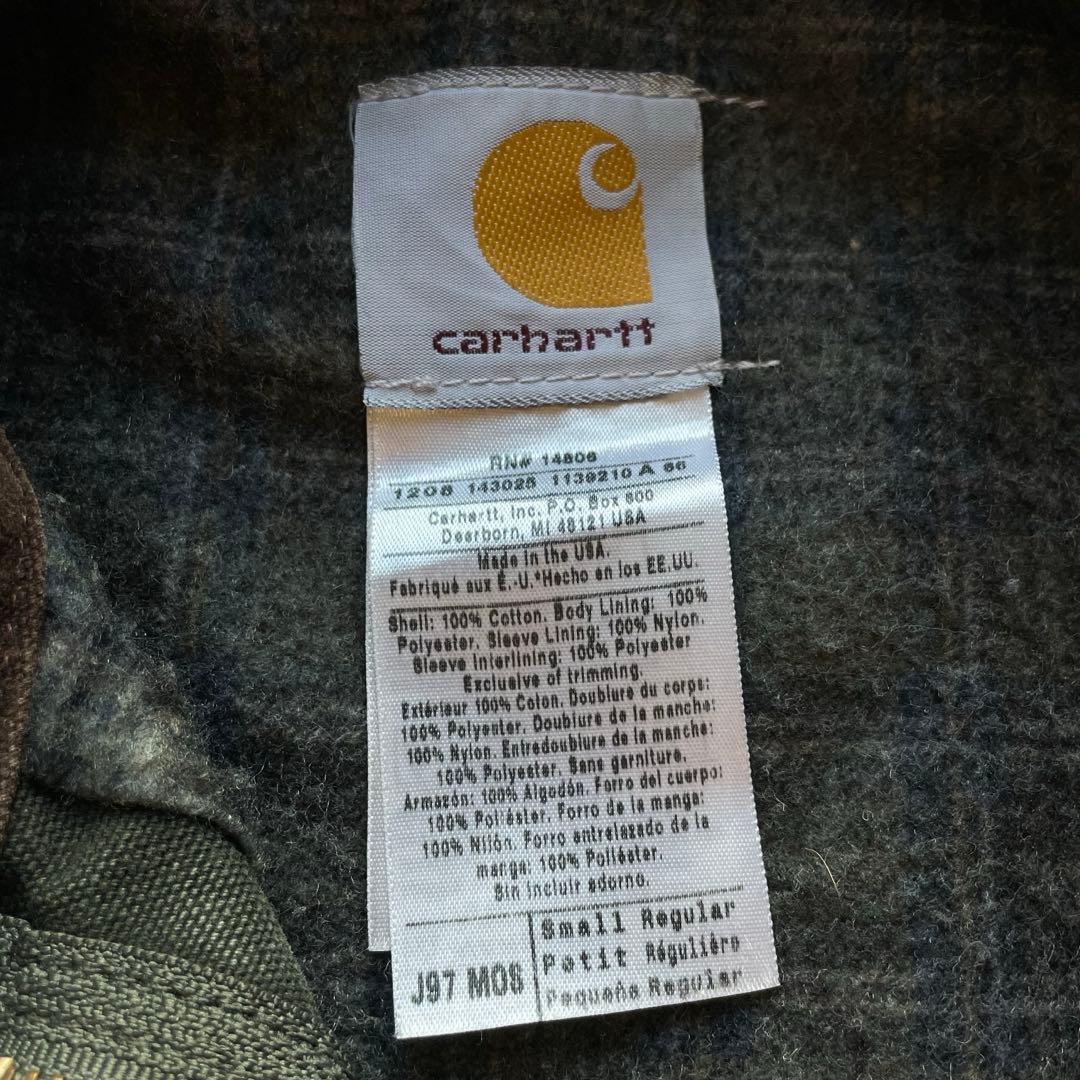 carhartt
RN# 14806
1208 143025 1139210 A 66
Carhartt, Inc. P.O. Box 600
Dearborn, MI 48121 USA
Made in the USA.
Fabriqué aux É.-U.*Hecho en los EE.UU.
Shell: 100% Cotton. Body Lining: 100%
Polyester. Sleeve Lining: 100% Nylon.
Sleeve Interlining: 100% Polyester
Exclusive of trimming.
Extérieur 100% Coton. Doublure du corps:
100% Polyester. Doublure de la manche:
100% Nylon. Entredoublure de la manche:
100% Polyester. Sans garniture.
Armazón: 100% Algodón. Forro del cuerpo:
100% Poliéster. Forro de la manga:
100% Nilón. Forro entrelazado de la
manga: 100% Poliéster.
Sin incluir adorno.
J97 MOS
Small Regular
Petit Régulière
Pequeña Regular